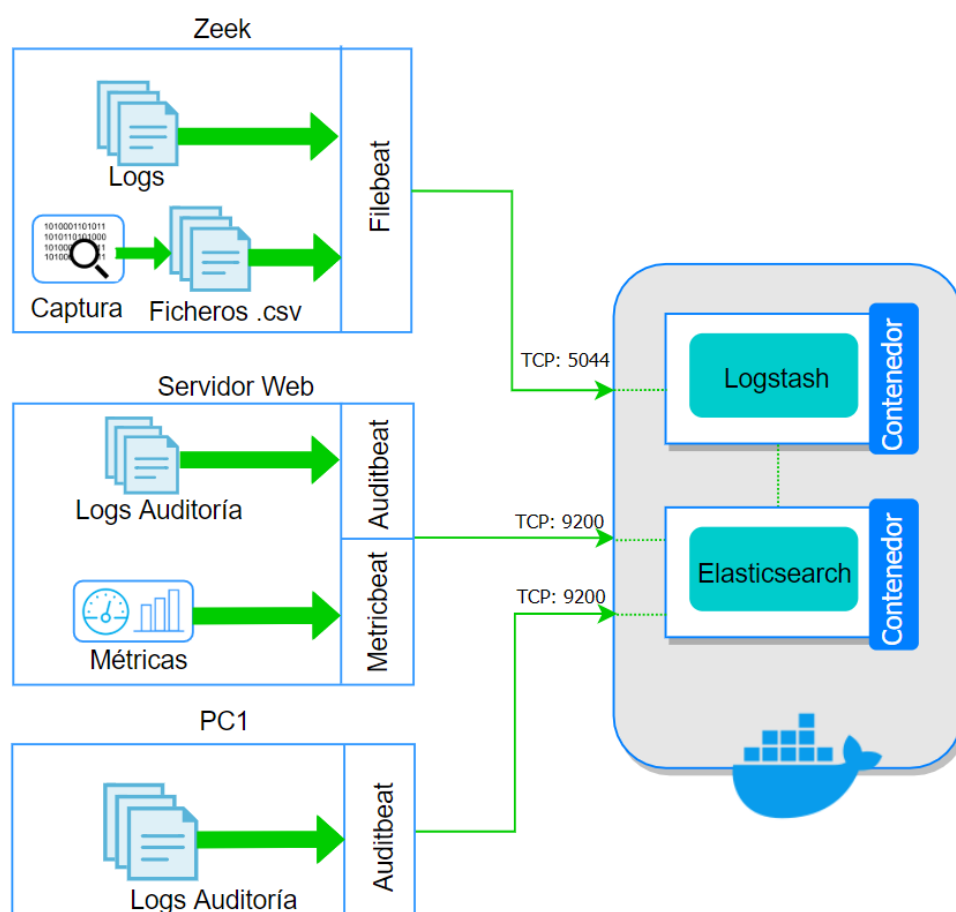 Zeek
Logs
1010001101011
1010110101000
Captura
Ficheros .csv
Filebeat
TCP: 5044
Logstash
Contenedor
Servidor Web
Logs Auditoría
Auditbeat
Métricas
Metricbeat
TCP: 9200
TCP: 9200
Elasticsearch
Contenedor
PC1
Logs Auditoría
Auditbeat